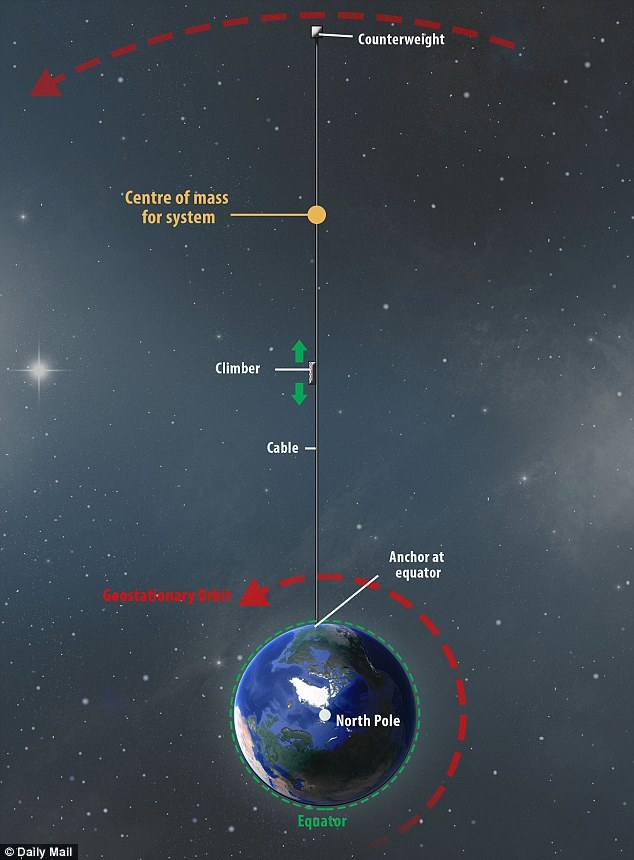 Counterweight
Centre of mass
for system
Climber
Cable
Anchor at
equator
Geostationary Orbit
North Pole
Equator
© Daily Mail